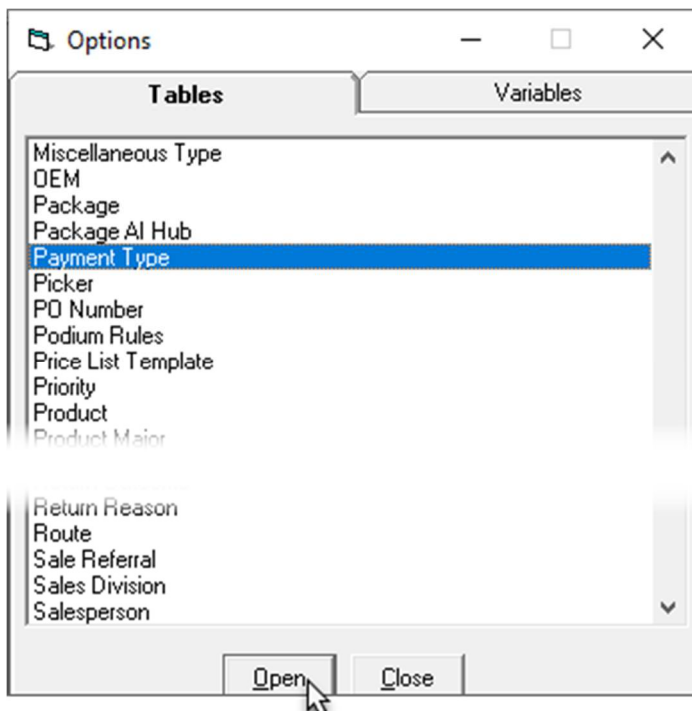 Options
Tables
Variables
Miscellaneous Type
OEM
Package
Package AI Hub
Payment Type
Picker
PO Number
Podium Rules
Price List Template
Priority
Product
Product Major
Return Reason
Route
Sale Referral
Sales Division
Salesperson
Open
Close